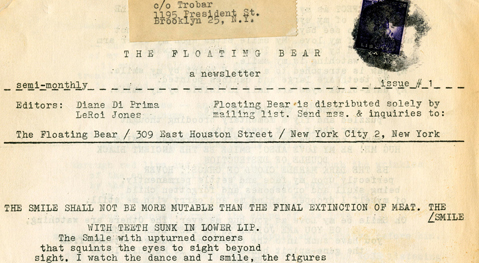 c/o Trobar
1195 President St.
Brooklyn 25, N.Y.
THE FLOATING BEAR
a newsletter
semi-monthly issue # 1
Editors: Diane Di Prima Floating Bear is distributed solely by
LeRoi Jones mailing list. Send mss. & inquiries to:
The Floating Bear / 309 East Houston Street / New York City 2, New York
THE SMILE SHALL NOT BE MORE MUTABLE THAN THE FINAL EXTINCTION OF MEAT. THE
/SMILE
WITH TEETH SUNK IN LOWER LIP.
The Smile with upturned corners
that squints the eyes to sight beyond
sight. I watch the dance and I smile, the figures